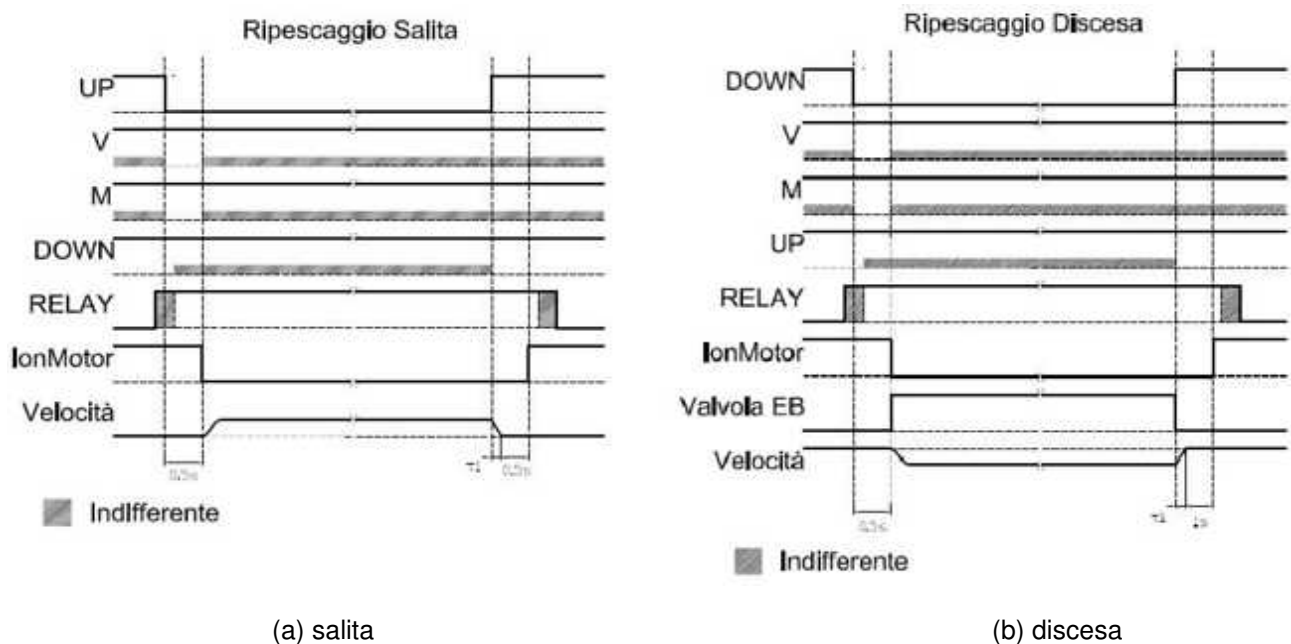 Ripescaggio Salita
UP
V
M
DOWN
RELAY
IonMotor
Velocità
0.5s
T1 0.5s
Indifferente
(a) salita
Ripescaggio Discesa
DOWN
V
M
UP
RELAY
IonMotor
Valvola EB
Velocità
0.5s
Indifferente
(b) discesa